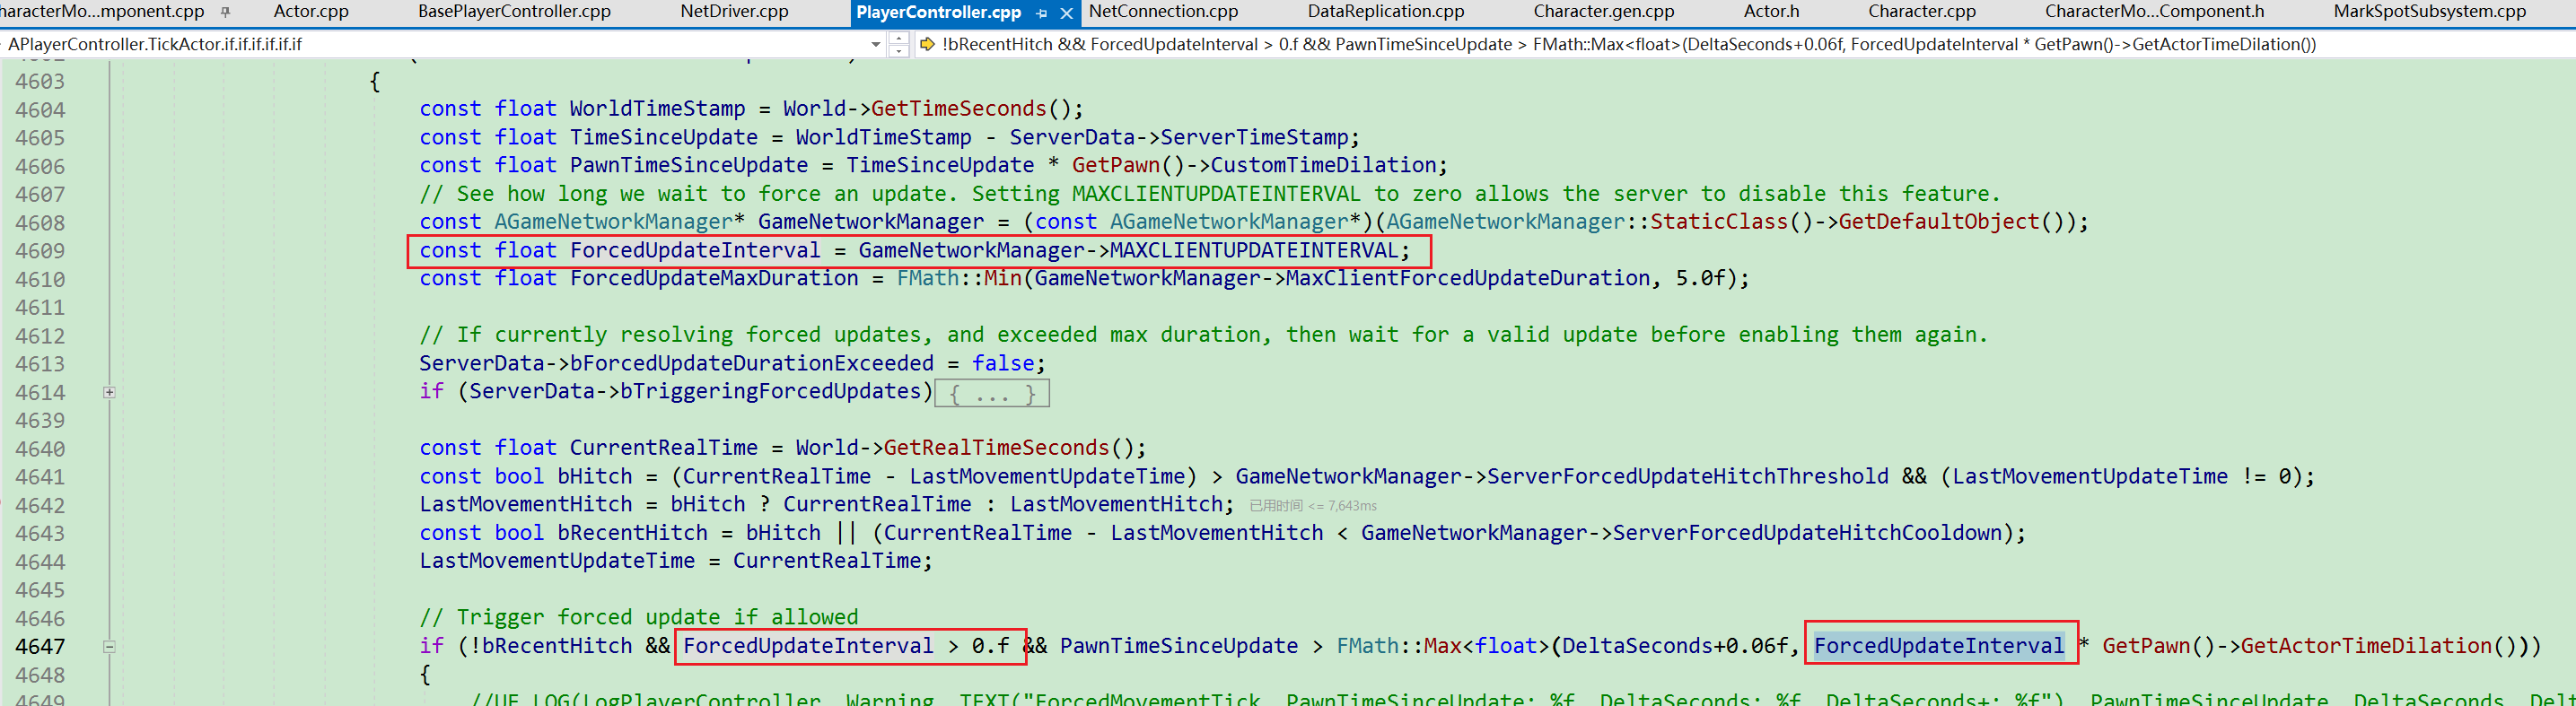 haracterMo...mponent.cpp Actor.cpp BasePlayerController.cpp NetDriver.cpp PlayerController.cpp NetConnection.cpp DataReplication.cpp Character.gen.cpp Actor.h Character.cpp CharacterMo...Component.h MarkSpotSubsystem.cpp
APlayerController.TickActor.if.if.if.if.if.if !bRecentHitch && ForcedUpdateInterval > 0.f && PawnTimeSinceUpdate > FMath::Max<float>(DeltaSeconds+0.06f, ForcedUpdateInterval * GetPawn()->GetActorTimeDilation())
4603 {
4604 const float WorldTimeStamp = World->GetTimeSeconds();
4605 const float TimeSinceUpdate = WorldTimeStamp - ServerData->ServerTimeStamp;
4606 const float PawnTimeSinceUpdate = TimeSinceUpdate * GetPawn()->CustomTimeDilation;
4607 // See how long we wait to force an update. Setting MAXCLIENTUPDATEINTERVAL to zero allows the server to disable this feature.
4608 const AGameNetworkManager* GameNetworkManager = (const AGameNetworkManager*)(AGameNetworkManager::StaticClass()->GetDefaultObject());
4609 const float ForcedUpdateInterval = GameNetworkManager->MAXCLIENTUPDATEINTERVAL;
4610 const float ForcedUpdateMaxDuration = FMath::Min(GameNetworkManager->MaxClientForcedUpdateDuration, 5.0f);
4611
4612 // If currently resolving forced updates, and exceeded max duration, then wait for a valid update before enabling them again.
4613 ServerData->bForcedUpdateDurationExceeded = false;
4614 if (ServerData->bTriggeringForcedUpdates) { ... }
4639
4640 const float CurrentRealTime = World->GetRealTimeSeconds();
4641 const bool bHitch = (CurrentRealTime - LastMovementUpdateTime) > GameNetworkManager->ServerForcedUpdateHitchThreshold && (LastMovementUpdateTime != 0);
4642 LastMovementHitch = bHitch ? CurrentRealTime : LastMovementHitch; 已用时间 <= 7,643ms
4643 const bool bRecentHitch = bHitch || (CurrentRealTime - LastMovementHitch < GameNetworkManager->ServerForcedUpdateHitchCooldown);
4644 LastMovementUpdateTime = CurrentRealTime;
4645
4646 // Trigger forced update if allowed
4647 if (!bRecentHitch && ForcedUpdateInterval > 0.f && PawnTimeSinceUpdate > FMath::Max<float>(DeltaSeconds+0.06f, ForcedUpdateInterval * GetPawn()->GetActorTimeDilation()))
4648 {
4649 //UE_LOG(LogPlayerController, Warning, TEXT("ForcedMovementTick. PawnTimeSinceUpdate: %f, DeltaSeconds: %f, DeltaSeconds+: %f"), PawnTimeSinceUpdate, DeltaSeconds,